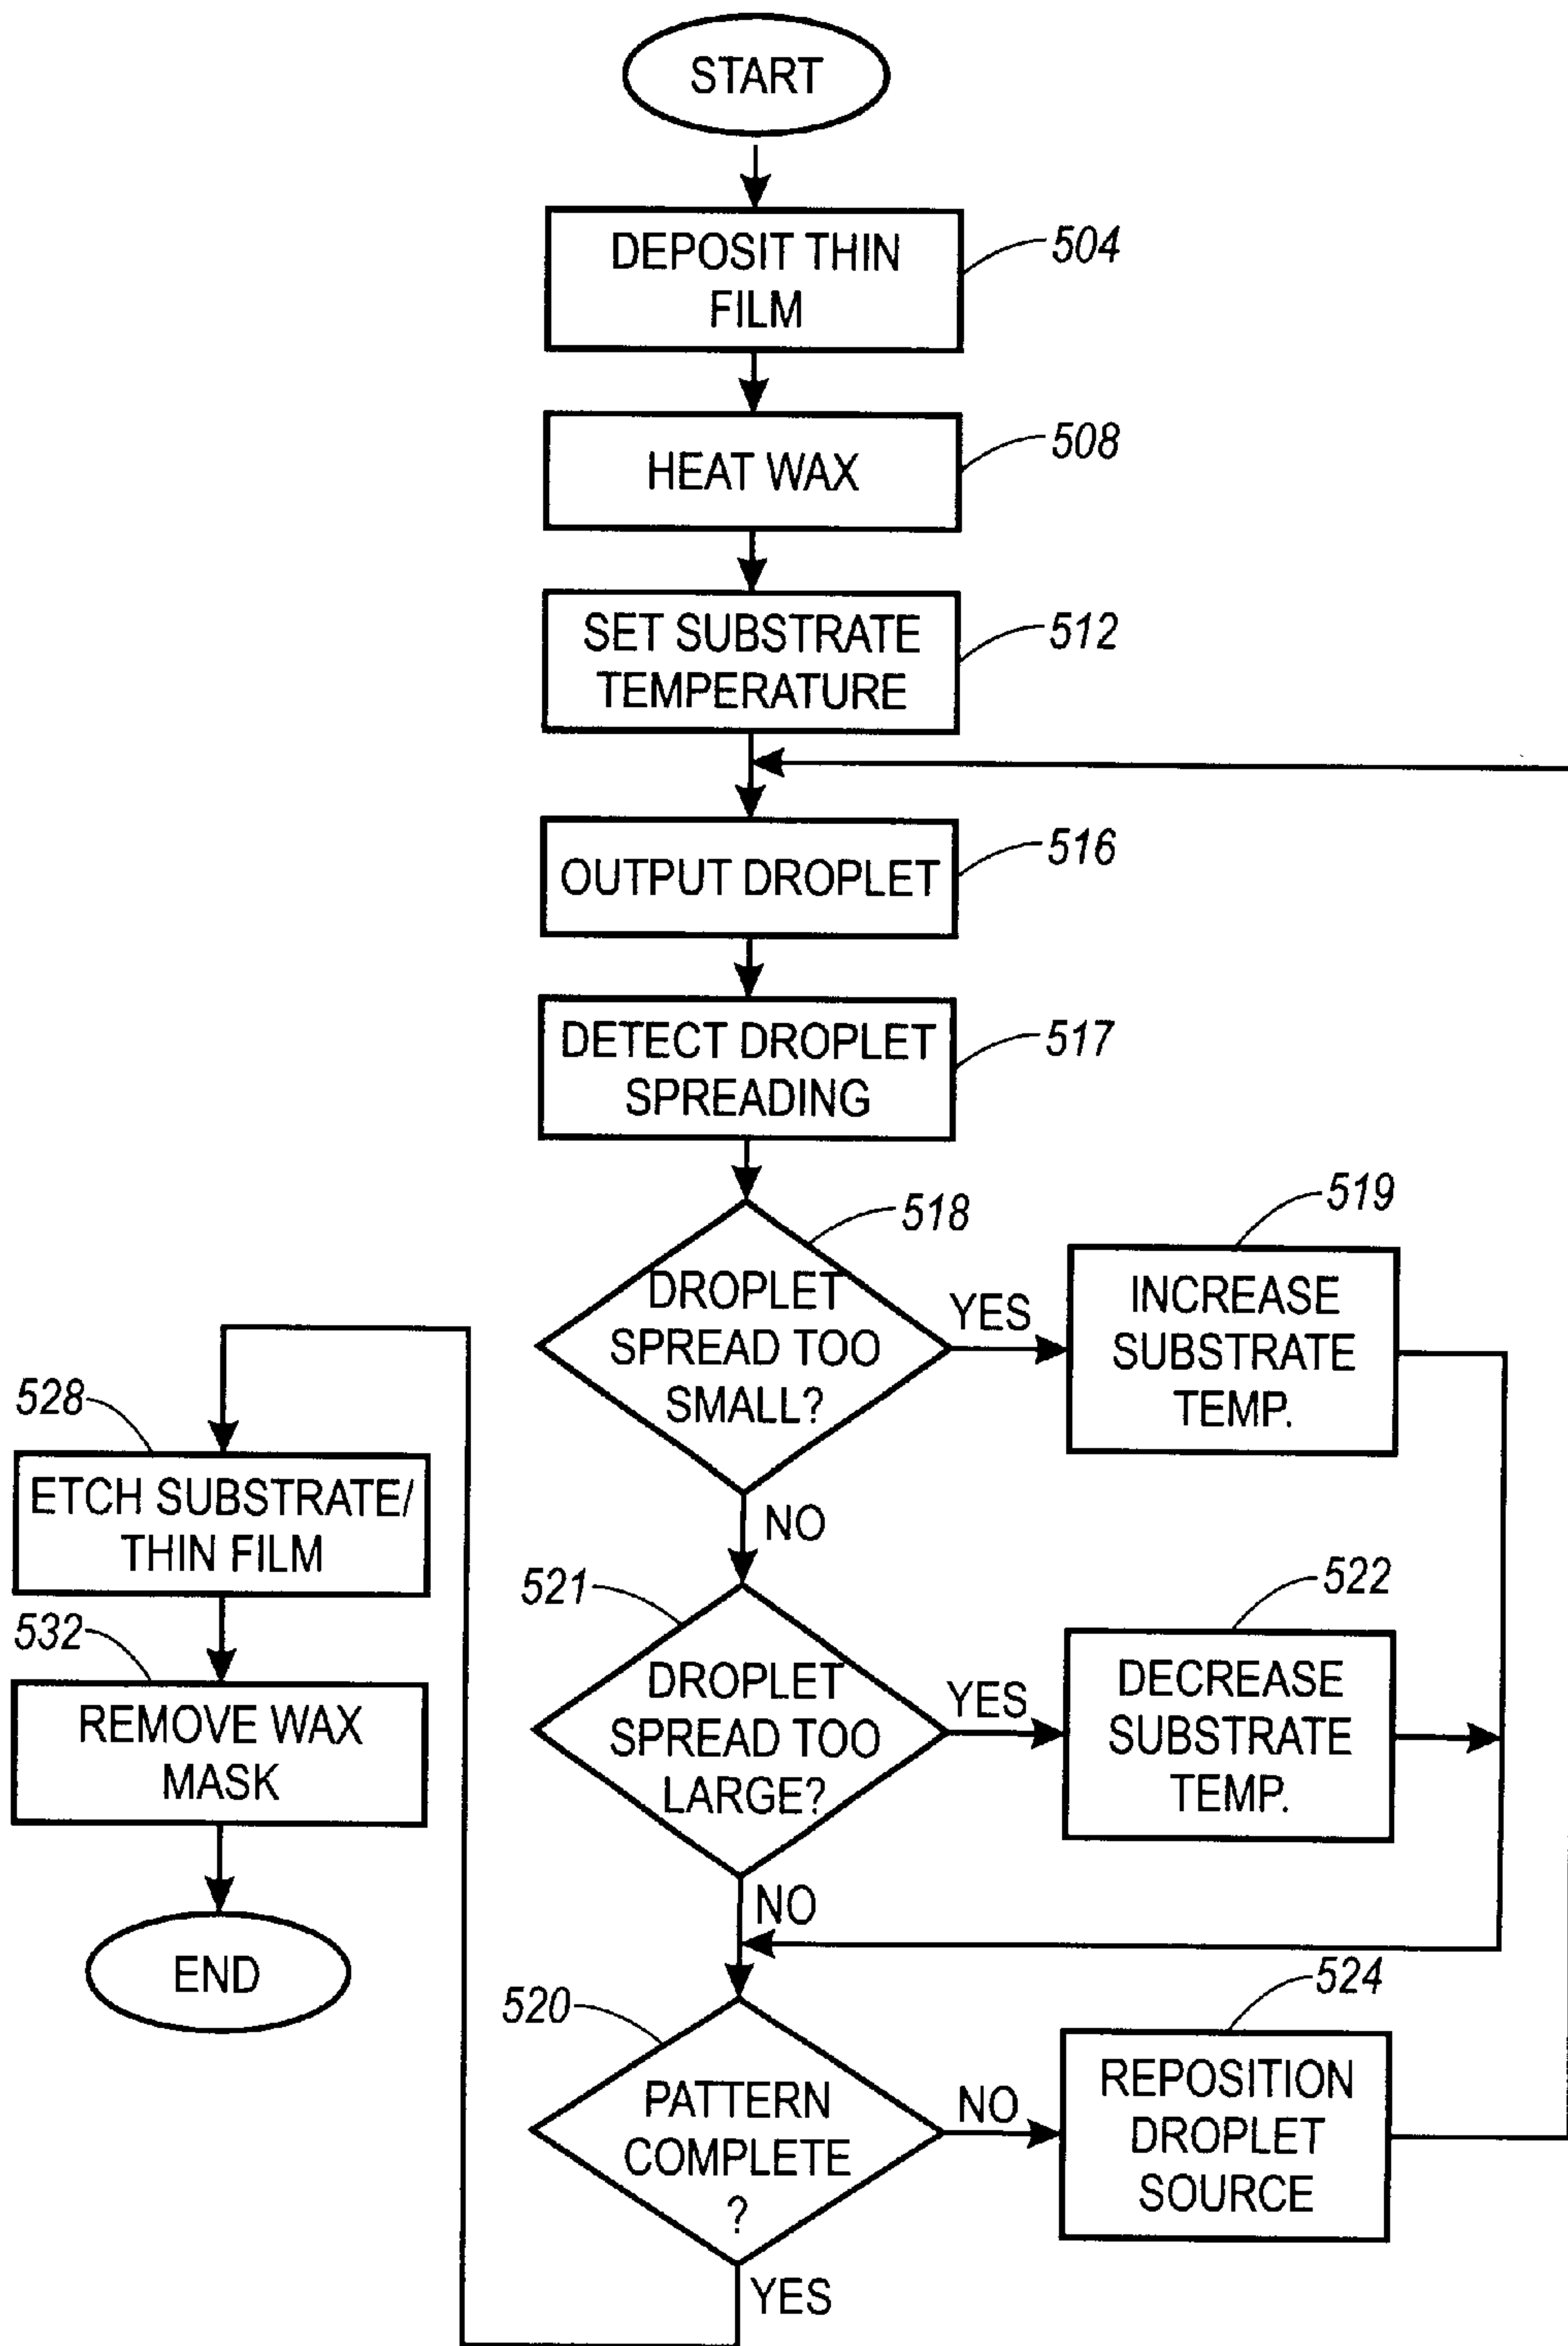 START
DEPOSIT THIN
FILM
504
HEAT WAX
508
SET SUBSTRATE
TEMPERATURE
512
OUTPUT DROPLET
516
DETECT DROPLET
SPREADING
517
DROPLET
SPREAD TOO
SMALL?
518
YES
INCREASE
SUBSTRATE
TEMP.
519
NO
DROPLET
SPREAD TOO
LARGE?
521
YES
DECREASE
SUBSTRATE
TEMP.
522
NO
PATTERN
COMPLETE
?
520
NO
REPOSITION
DROPLET
SOURCE
524
YES
ETCH SUBSTRATE/
THIN FILM
528
REMOVE WAX
MASK
532
END